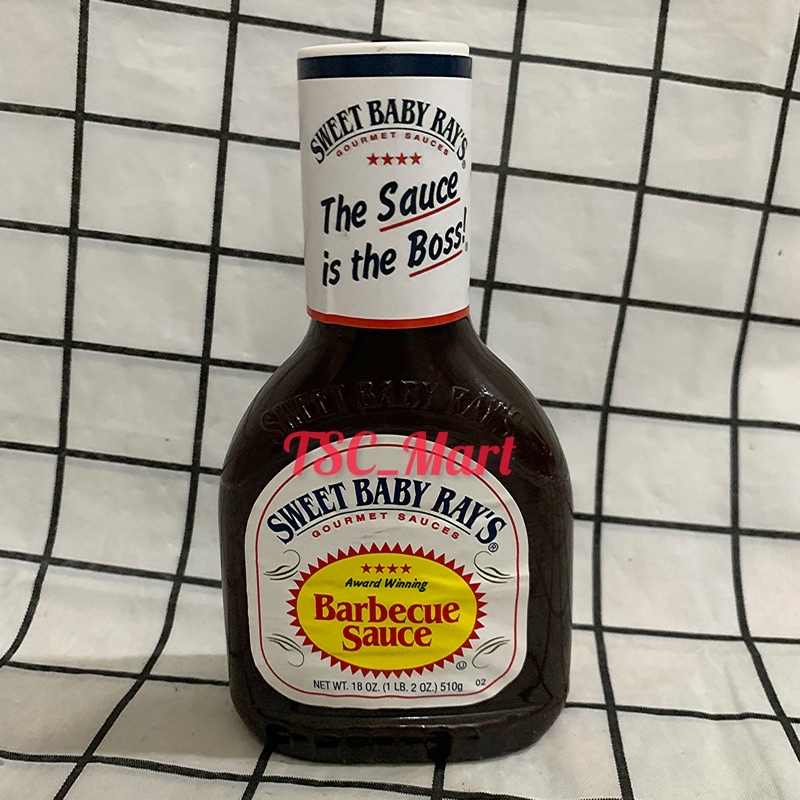 SWEET BABY RAY'S®
GOURMET SAUCES
The Sauce
is the Boss!®
SWEET BABY RAY'S
TSC_Mart
SWEET BABY RAY'S®
GOURMET SAUCES
Award Winning
Barbecue
Sauce
U
NET WT. 18 OZ. (1 LB. 2 OZ.) 510g 02